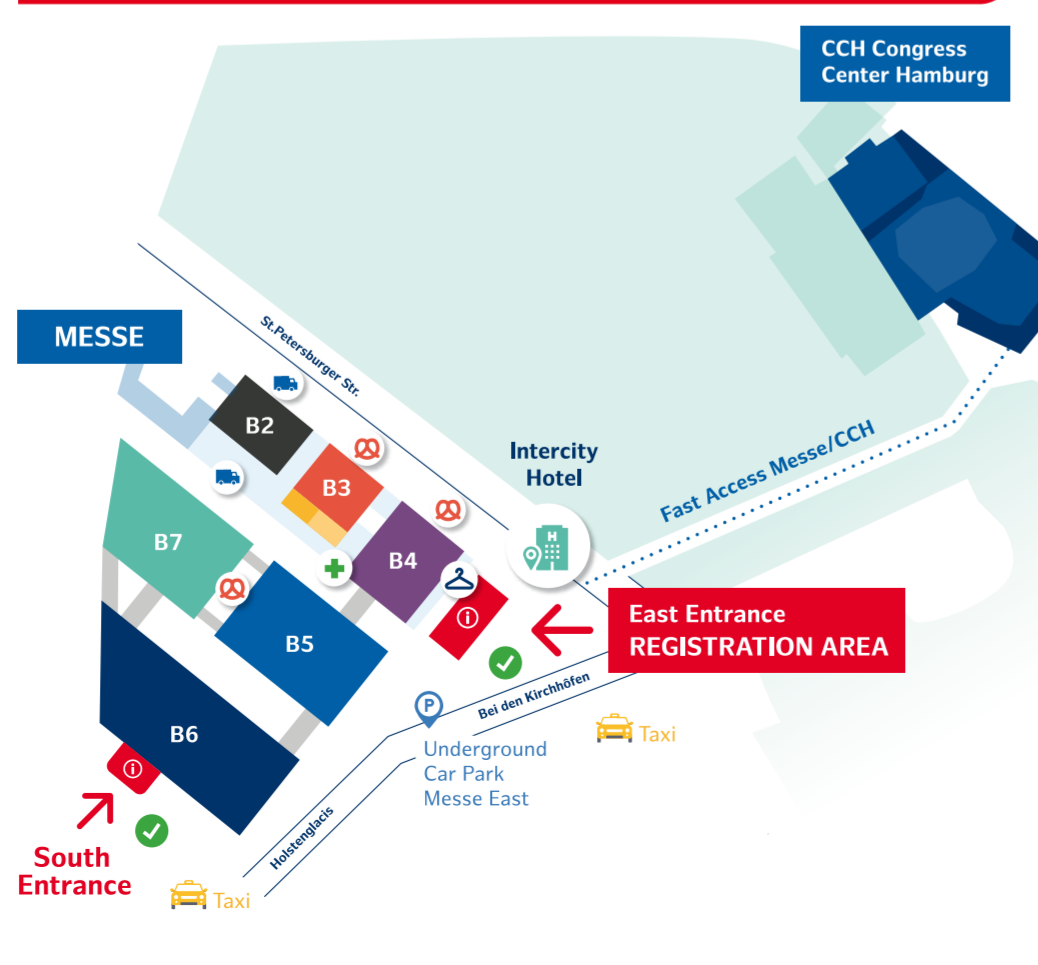 CCH Congress
Center Hamburg
MESSE
St.Petersburger Str.
B2
B3
Intercity
Hotel
H
Fast Access Messe/CCH
B7
B4
B5
East Entrance
REGISTRATION AREA
Bei den Kirchhöfen
P
Underground
Car Park
Messe East
Taxi
B6
Holstenglacis
South
Entrance
Taxi
i
i